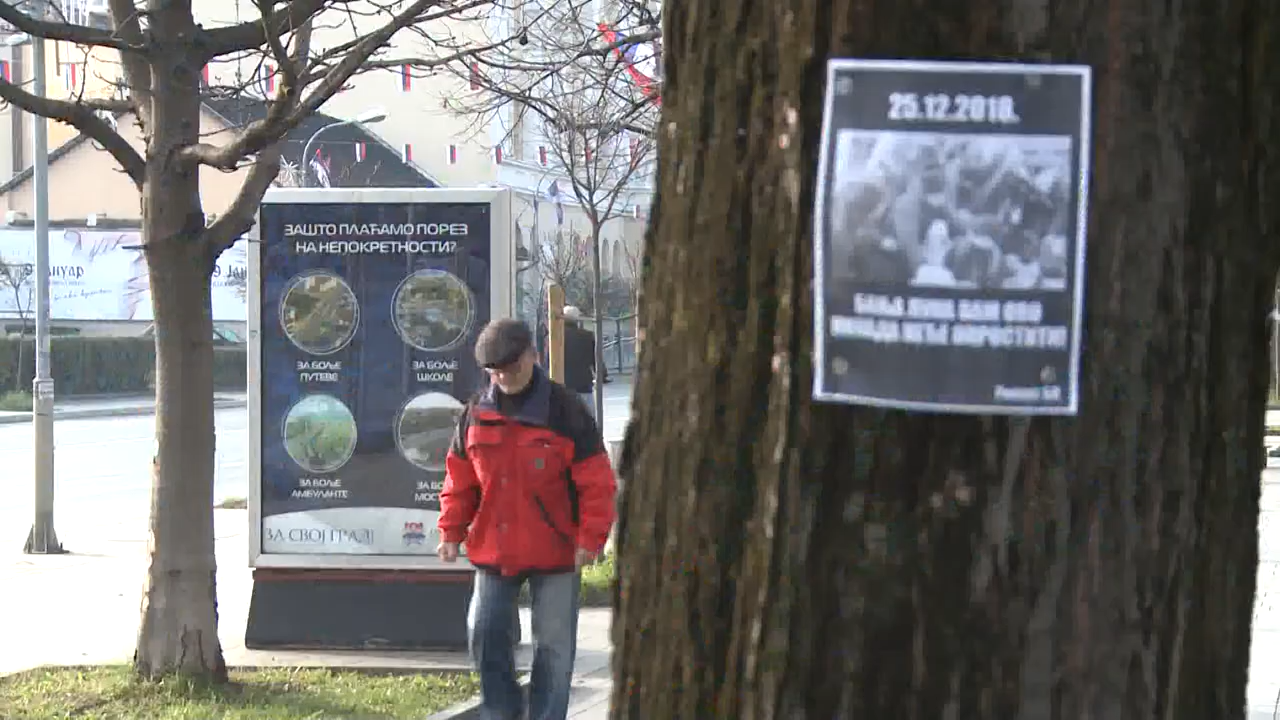 25.12.2018.
БАЊА ЛУКА ВАМ ОВО
НИКАДА НЕЋЕ ОПРОСТИТИ!
ЗАШТО ПЛАЋАМО ПОРЕЗ
НА НЕПОКРЕТНОСТИ?
ЗА БОЉЕ
ПУТЕВЕ
ЗА БОЉЕ
ШКОЛЕ
ЗА БОЉЕ
АМБУЛАНТЕ
ЗА
ЗА СВОЈ ГРАД